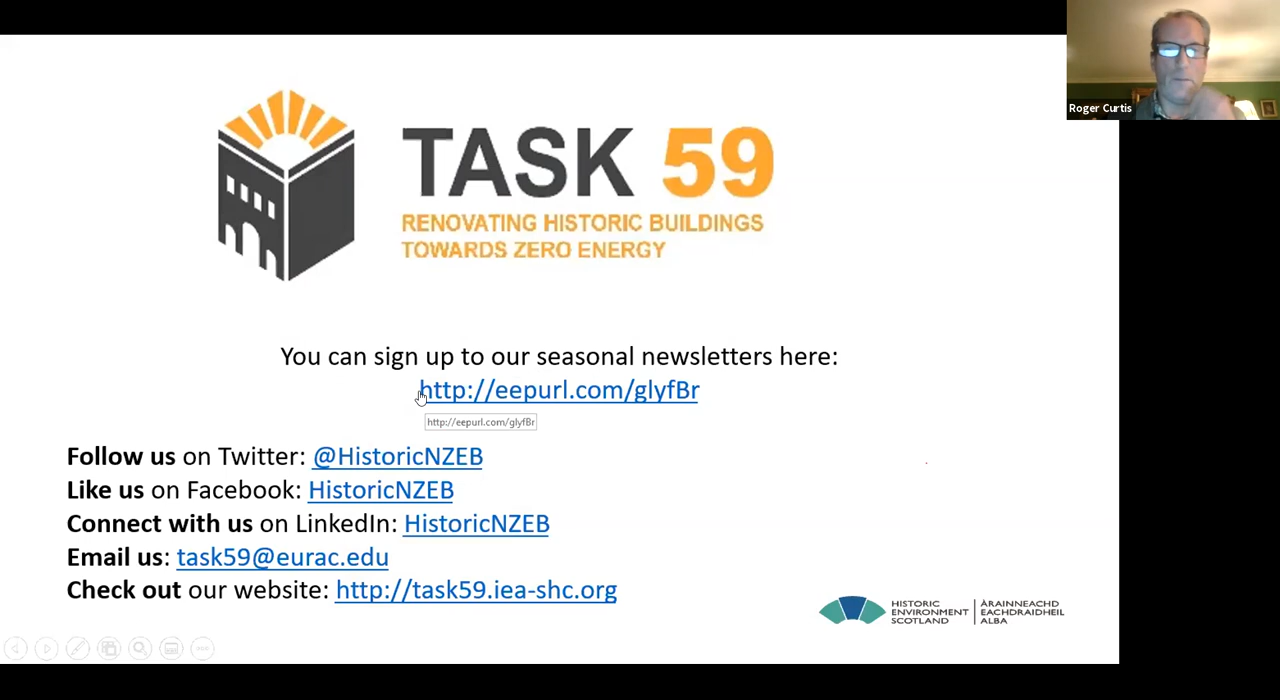 Roger Curtis
TASK 59
RENOVATING HISTORIC BUILDINGS
TOWARDS ZERO ENERGY
You can sign up to our seasonal newsletters here:
http://eepurl.com/glyfBr
http://eepurl.com/glyfBr
Follow us on Twitter: @HistoricNZEB
Like us on Facebook: HistoricNZEB
Connect with us on LinkedIn: HistoricNZEB
Email us: task59@eurac.edu
Check out our website: http://task59.iea-shc.org
HISTORIC
ENVIRONMENT
SCOTLAND
ÀRAINNEACHD
EACHDRAIDHEIL
ALBA